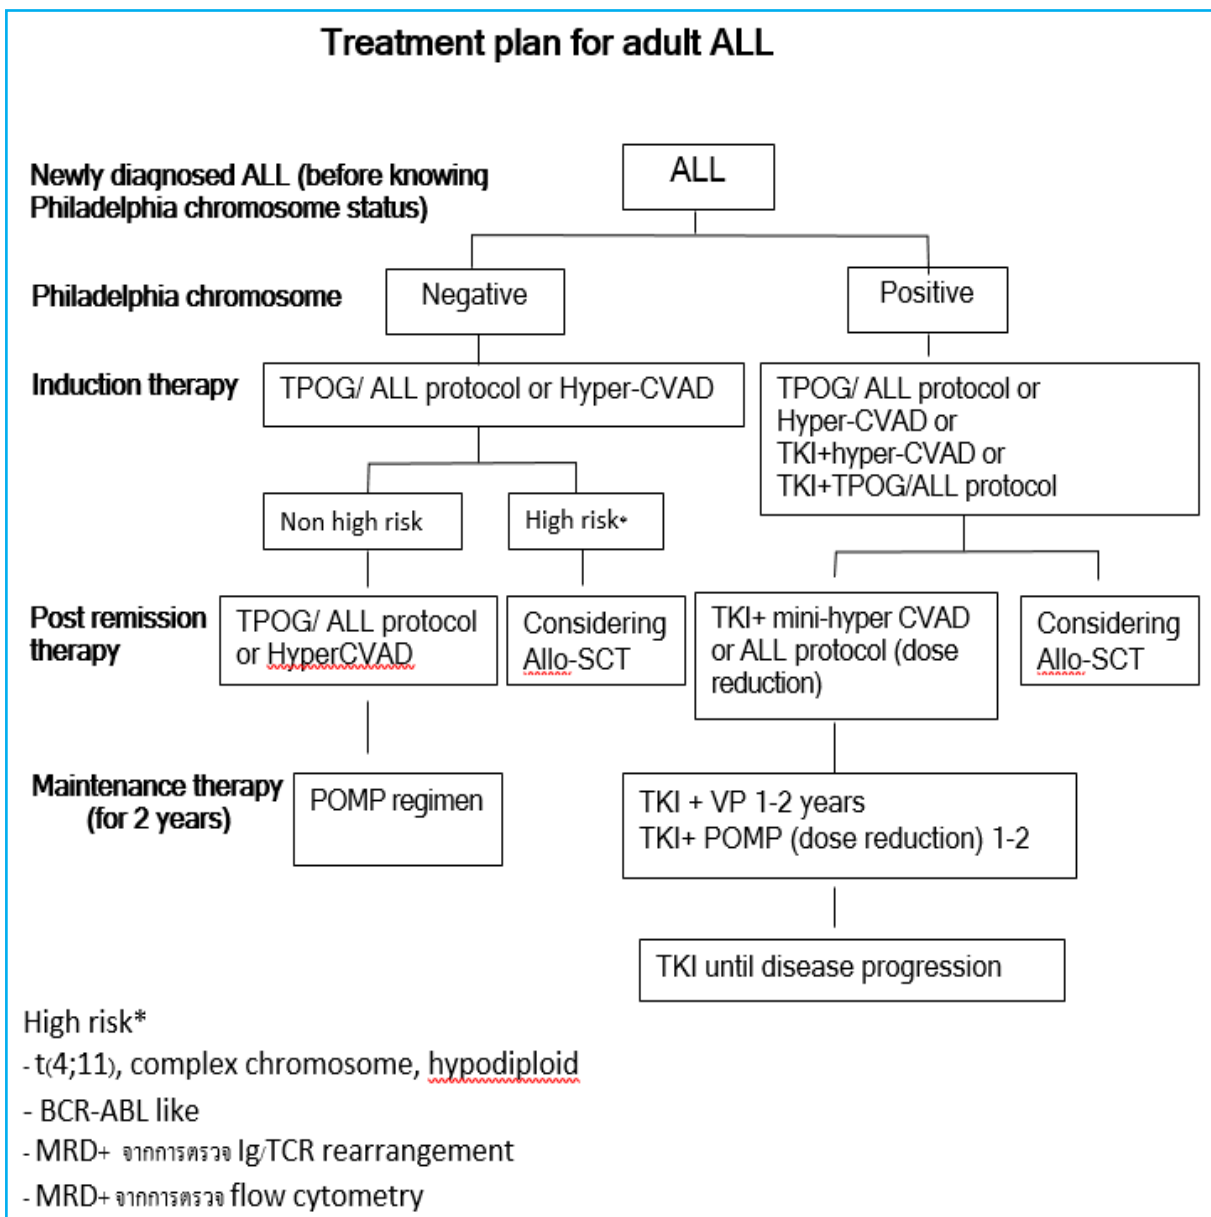 Treatment plan for adult ALL
Newly diagnosed ALL (before knowing
Philadelphia chromosome status)
ALL
Philadelphia chromosome
Negative
Positive
Induction therapy
TPOG/ ALL protocol or Hyper-CVAD
TPOG/ ALL protocol or
Hyper-CVAD or
TKI+hyper-CVAD or
TKI+TPOG/ALL protocol
Non high risk
High risk*
Post remission
therapy
TPOG/ ALL protocol
or HyperCVAD
Considering
Allo-SCT
TKI+ mini-hyper CVAD
or ALL protocol (dose
reduction)
Considering
Allo-SCT
Maintenance therapy
(for 2 years)
POMP regimen
TKI + VP 1-2 years
TKI+ POMP (dose reduction) 1-2
TKI until disease progression
High risk*
- t(4;11), complex chromosome, hypodiploid
- BCR-ABL like
- MRD+ จากการตรวจ Ig/TCR rearrangement
- MRD+ จากการตรวจ flow cytometry